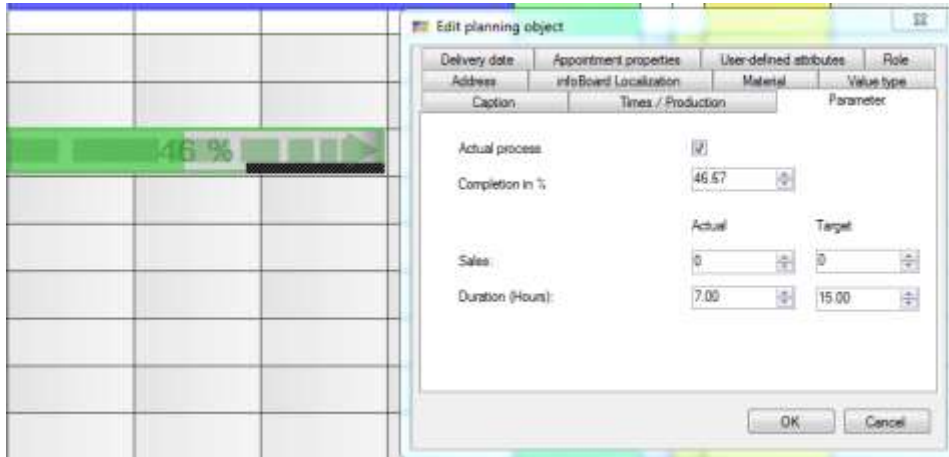 Edit planning object
Delivery date Appointment properties User-defined attributes Role
Address infoBoard Localization Material Value type
Caption Times / Production Parameter
46 %
Actual process
Completion in % 46.67
Actual Target
Sales: 0 0
Duration (Hours): 7.00 15.00
OK Cancel